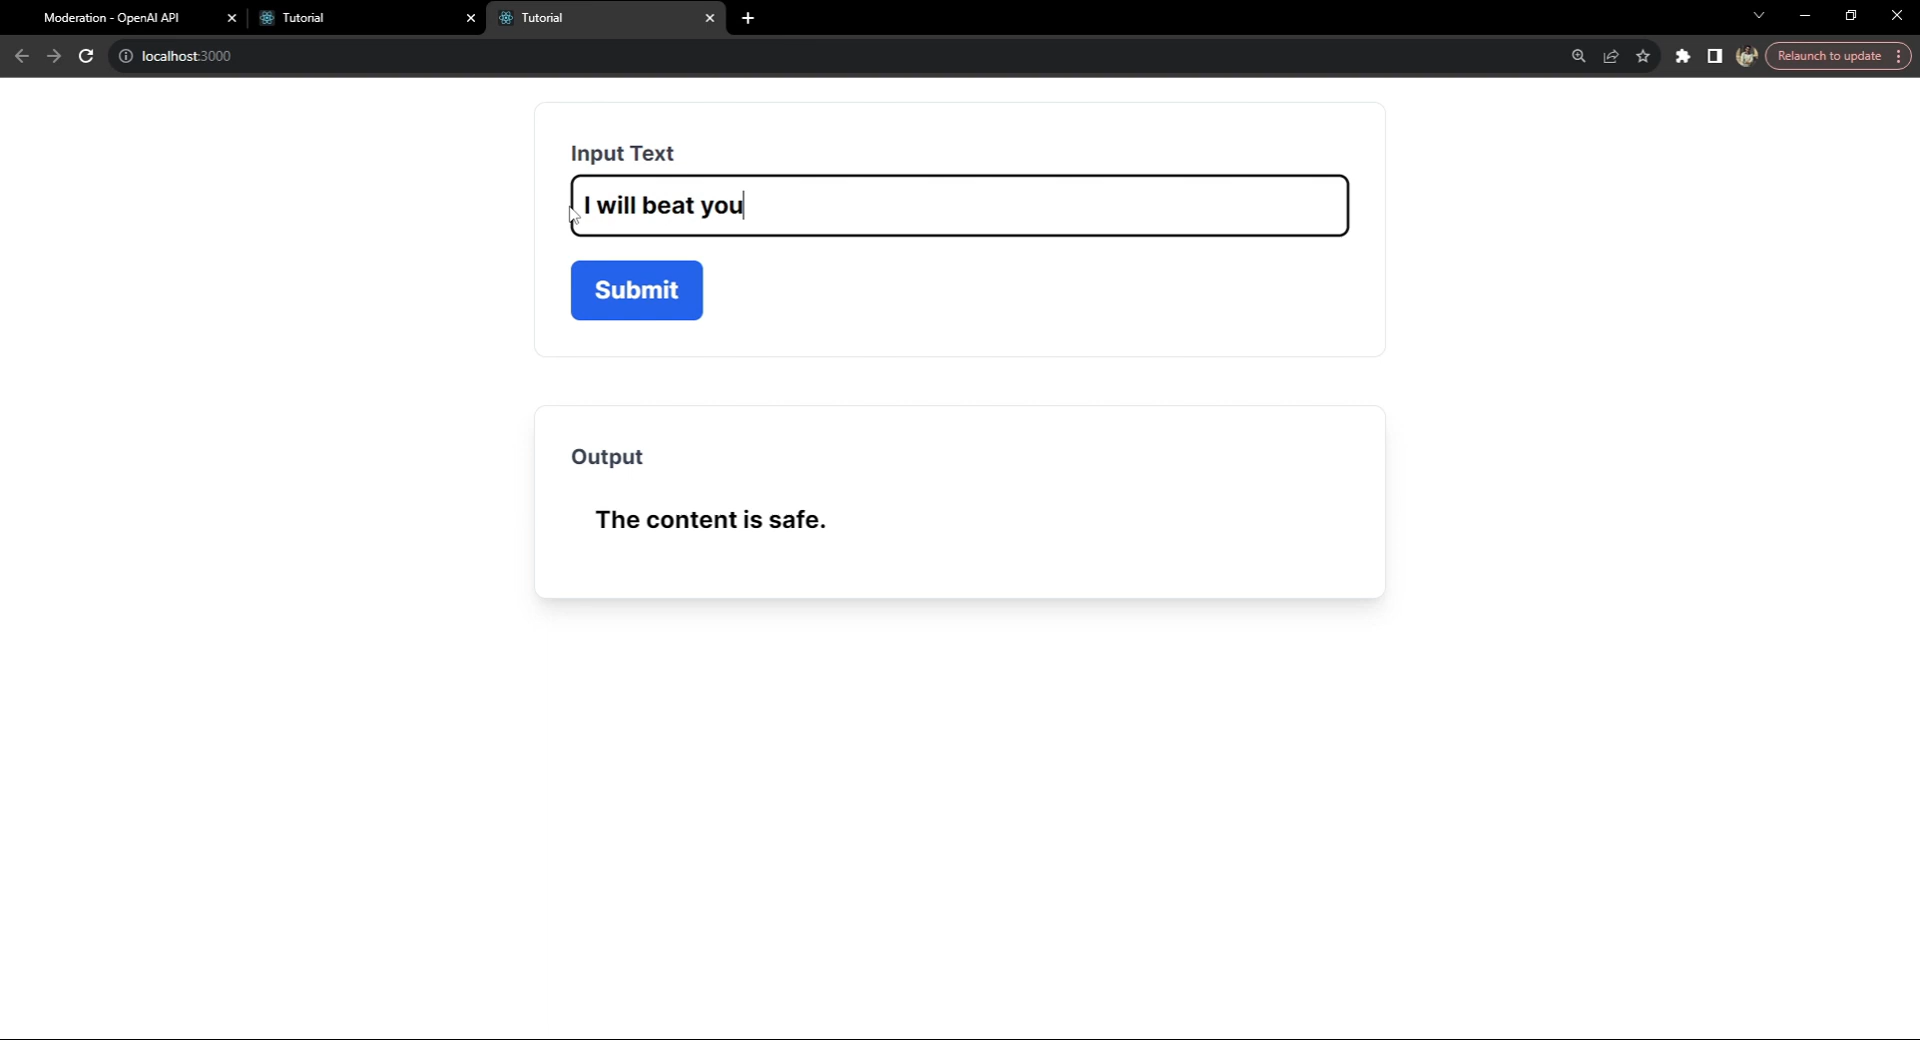 Moderation - OpenAI API
Tutorial
Tutorial
localhost:3000
Relaunch to update
Input Text
I will beat you
Submit
Output
The content is safe.